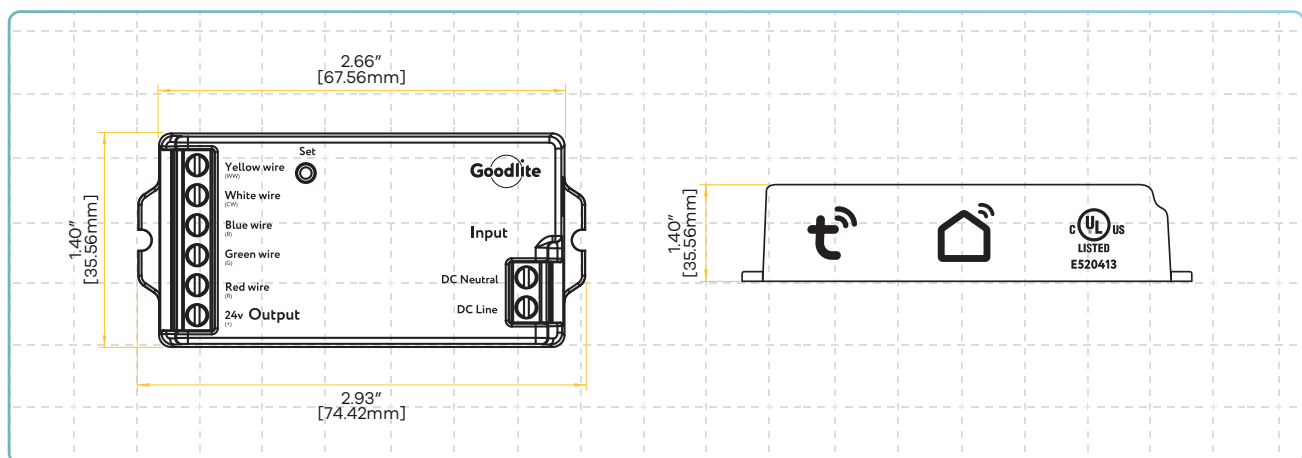 2.66”
[67.56mm]
1.40”
[35.56mm]
Set
Yellow wire
(WW)
White wire
(CW)
Blue wire
(B)
Green wire
(G)
Red wire
(R)
24v Output
(+)
Goodlite
Input
DC Neutral
DC Line
2.93”
[74.42mm]
1.40”
[35.56mm]
t
C UL US
LISTED
E520413